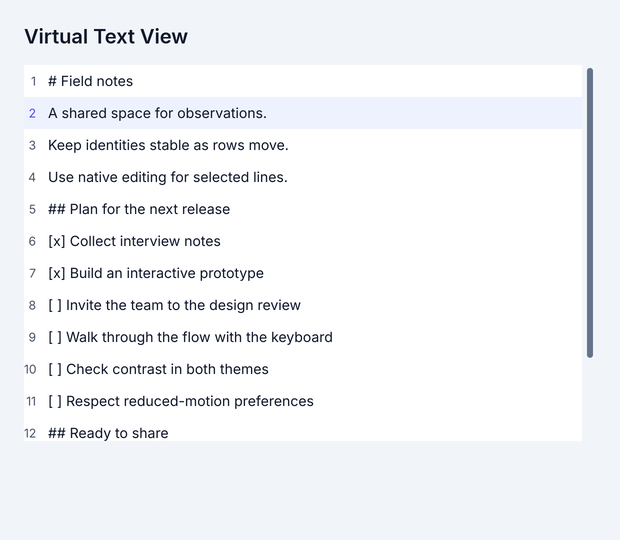 Virtual Text View
1 # Field notes
2 A shared space for observations.
3 Keep identities stable as rows move.
4 Use native editing for selected lines.
5 ## Plan for the next release
6 [x] Collect interview notes
7 [x] Build an interactive prototype
8 [ ] Invite the team to the design review
9 [ ] Walk through the flow with the keyboard
10 [ ] Check contrast in both themes
11 [ ] Respect reduced-motion preferences
12 ## Ready to share